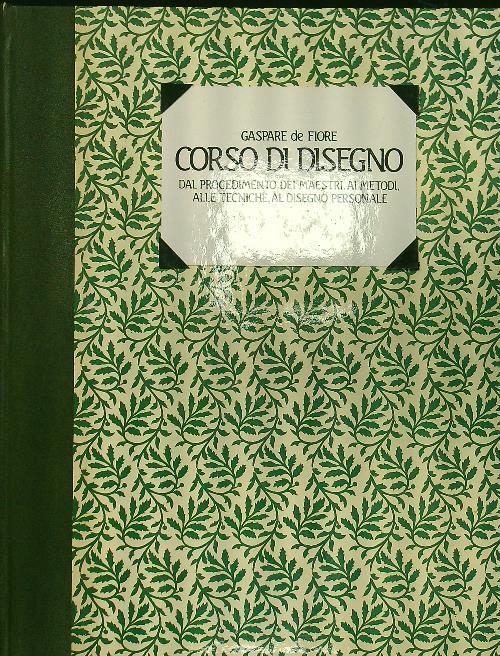 GASPARE de FIORE
CORSO DI DISEGNO
DAL PROCEDIMENTO DEI MAESTRI, AI METODI,
ALLE TECNICHE, AL DISEGNO PERSONALE